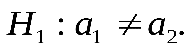 H₁ : a₁ ≠ a₂.